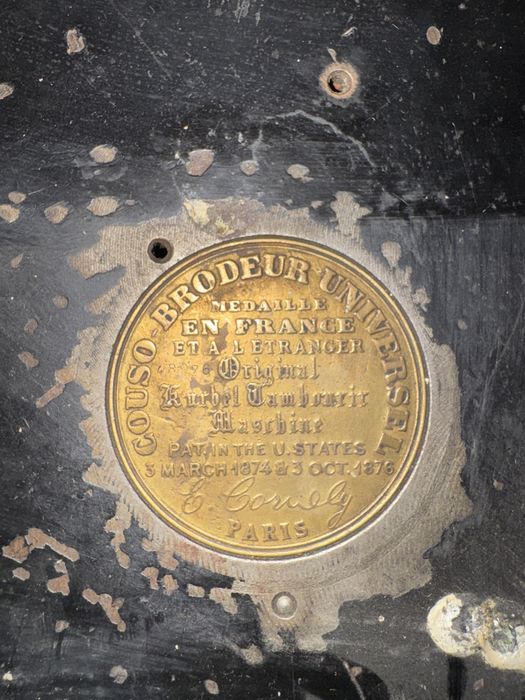 COUSO BRODEUR UNIVERSEL
MEDAILLE
EN FRANCE
ET A L'ETRANGER
Original
Kurbel Tambourir
Maschine
PAT. IN THE U. STATES
3 MARCH 1874 & 3 OCT. 1876
E. Cornely
PARIS